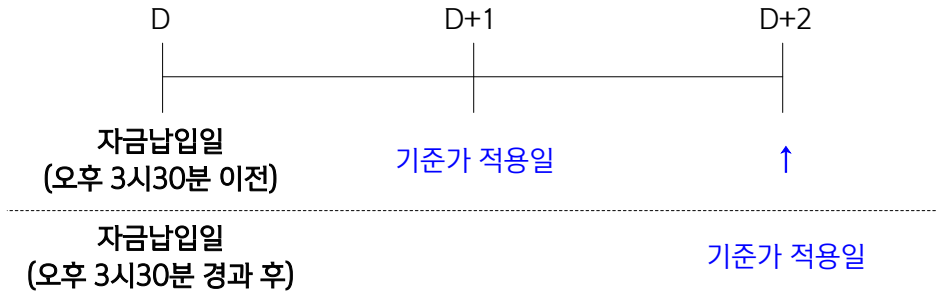 D D+1 D+2
자금납입일
(오후 3시30분 이전)
기준가 적용일
↑
자금납입일
(오후 3시30분 경과 후)
기준가 적용일